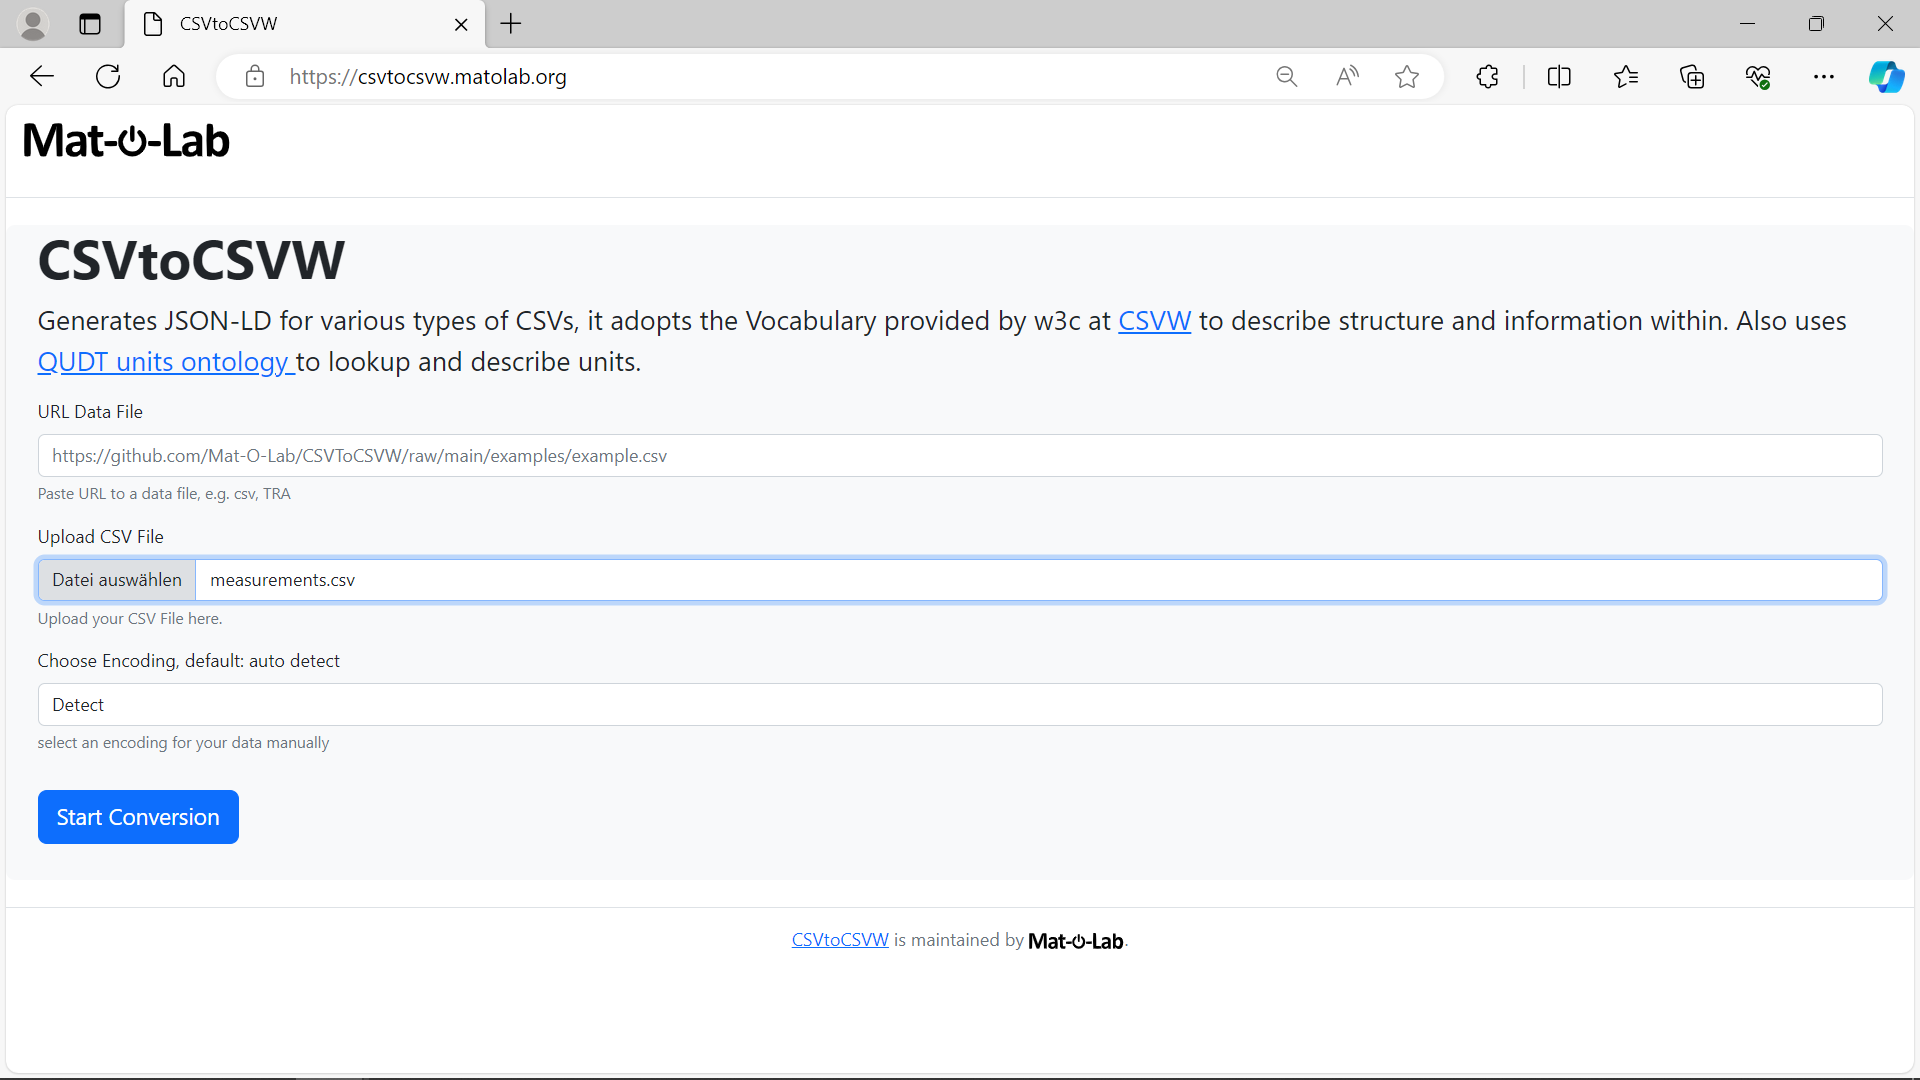 CSVtoCSVW
https://csvtocsvw.matolab.org
Mat-O-Lab
CSVtoCSVW
Generates JSON-LD for various types of CSVs, it adopts the Vocabulary provided by w3c at CSVW to describe structure and information within. Also uses
QUDT units ontology to lookup and describe units.
URL Data File
https://github.com/Mat-O-Lab/CSVToCSVW/raw/main/examples/example.csv
Paste URL to a data file, e.g. csv, TRA
Upload CSV File
Datei auswählen measurements.csv
Upload your CSV File here.
Choose Encoding, default: auto detect
Detect
select an encoding for your data manually
Start Conversion
CSVtoCSVW is maintained by Mat-O-Lab.